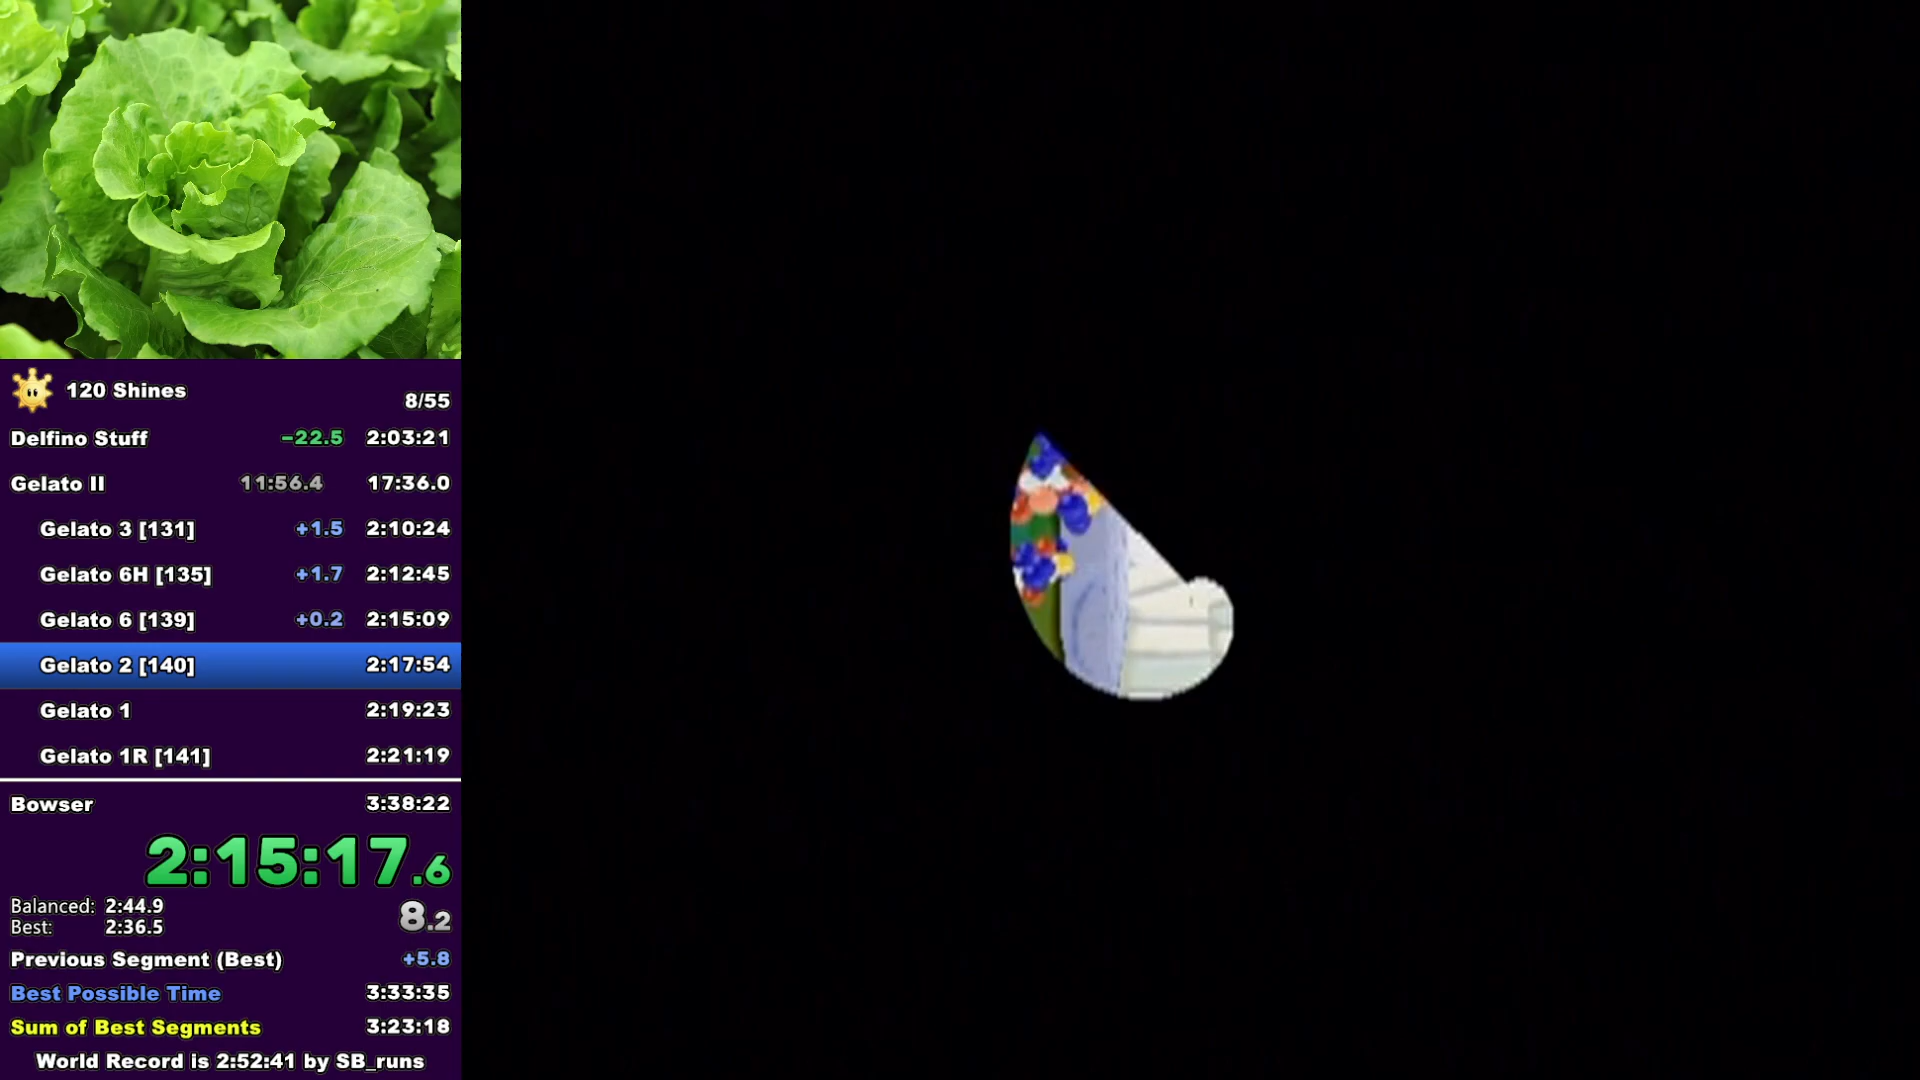 120 Shines
8/55
Delfino Stuff -22.5 2:03:21
Gelato II 11:56.4 17:36.0
Gelato 3 [131] +1.5 2:10:24
Gelato 6H [135] +1.7 2:12:45
Gelato 6 [139] +0.2 2:15:09
Gelato 2 [140] 2:17:54
Gelato 1 2:19:23
Gelato 1R [141] 2:21:19
Bowser 3:38:22
2:15:17.6
Balanced: 2:44.9
Best: 2:36.5
8.2
Previous Segment (Best) +5.8
Best Possible Time 3:33:35
Sum of Best Segments 3:23:18
World Record is 2:52:41 by SB_runs